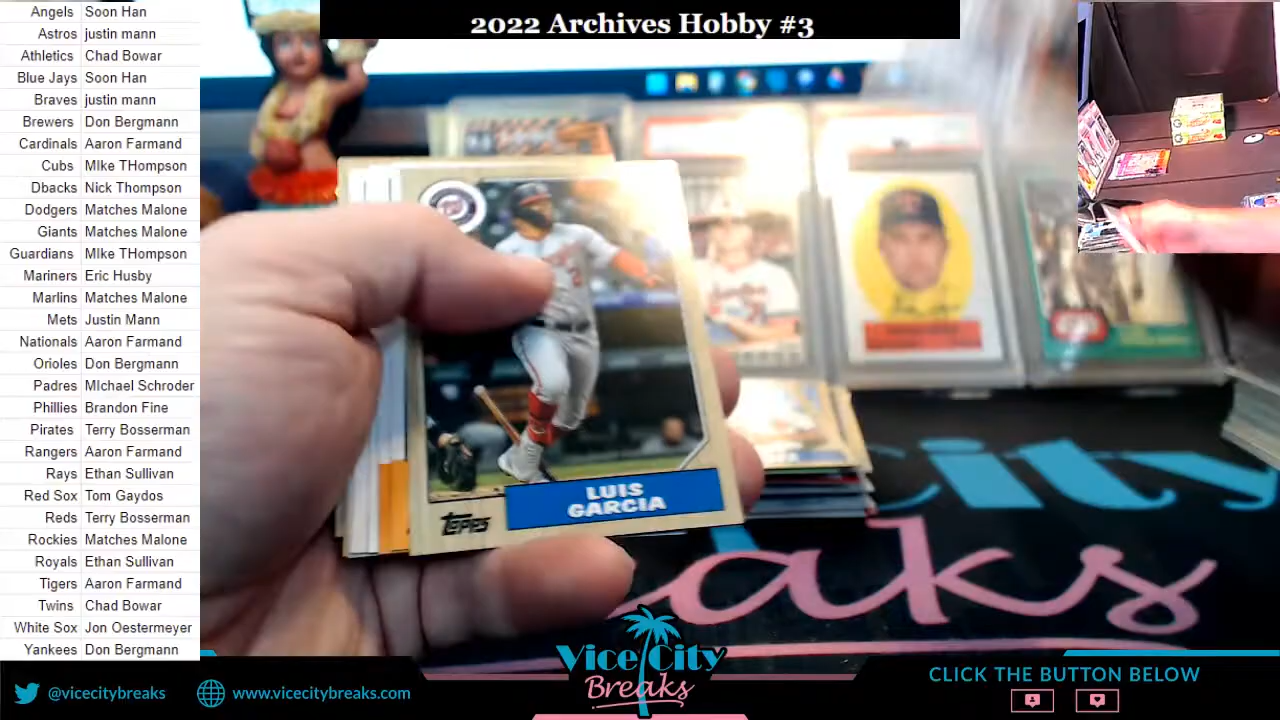 2022 Archives Hobby #3
Angels Soon Han
Astros justin mann
Athletics Chad Bowar
Blue Jays Soon Han
Braves justin mann
Brewers Don Bergmann
Cardinals Aaron Farmand
Cubs MIke THompson
Dbacks Nick Thompson
Dodgers Matches Malone
Giants Matches Malone
Guardians MIke THompson
Mariners Eric Husby
Marlins Matches Malone
Mets Justin Mann
Nationals Aaron Farmand
Orioles Don Bergmann
Padres MIchael Schroder
Phillies Brandon Fine
Pirates Terry Bosserman
Rangers Aaron Farmand
Rays Ethan Sullivan
Red Sox Tom Gaydos
Reds Terry Bosserman
Rockies Matches Malone
Royals Ethan Sullivan
Tigers Aaron Farmand
Twins Chad Bowar
White Sox Jon Oestermeyer
Yankees Don Bergmann
LUIS
GARCIA
TOPPS
City
Breaks
Vice City
Breaks
@vicecitybreaks
www.vicecitybreaks.com
CLICK THE BUTTON BELOW